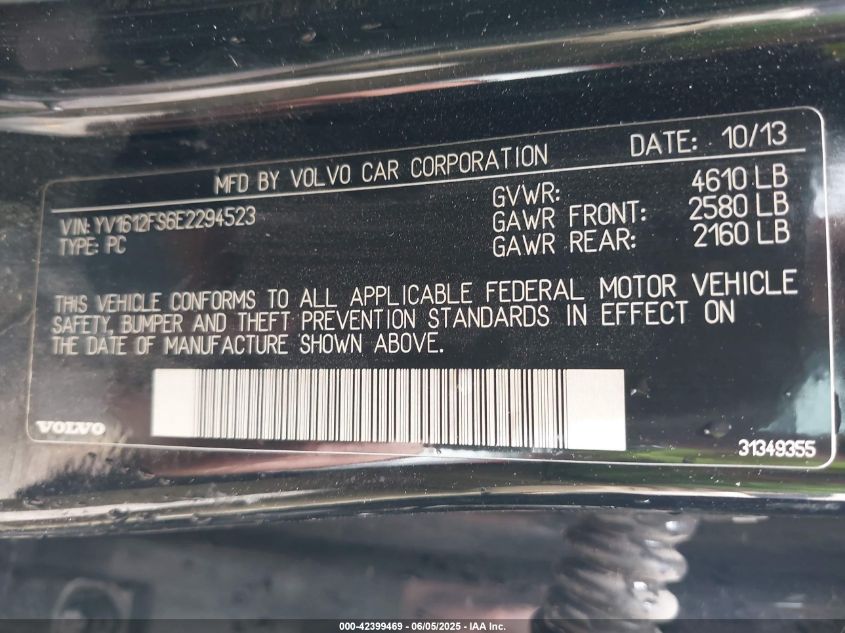 MFD BY VOLVO CAR CORPORATION DATE: 10/13
VIN: YV1612FS6E2294523
TYPE: PC
GVWR: 4610 LB
GAWR FRONT: 2580 LB
GAWR REAR: 2160 LB
THIS VEHICLE CONFORMS TO ALL APPLICABLE FEDERAL MOTOR VEHICLE
SAFETY, BUMPER AND THEFT PREVENTION STANDARDS IN EFFECT ON
THE DATE OF MANUFACTURE SHOWN ABOVE.
VOLVO
31349355
000-42399469 - 06/05/2025 - IAA Inc.